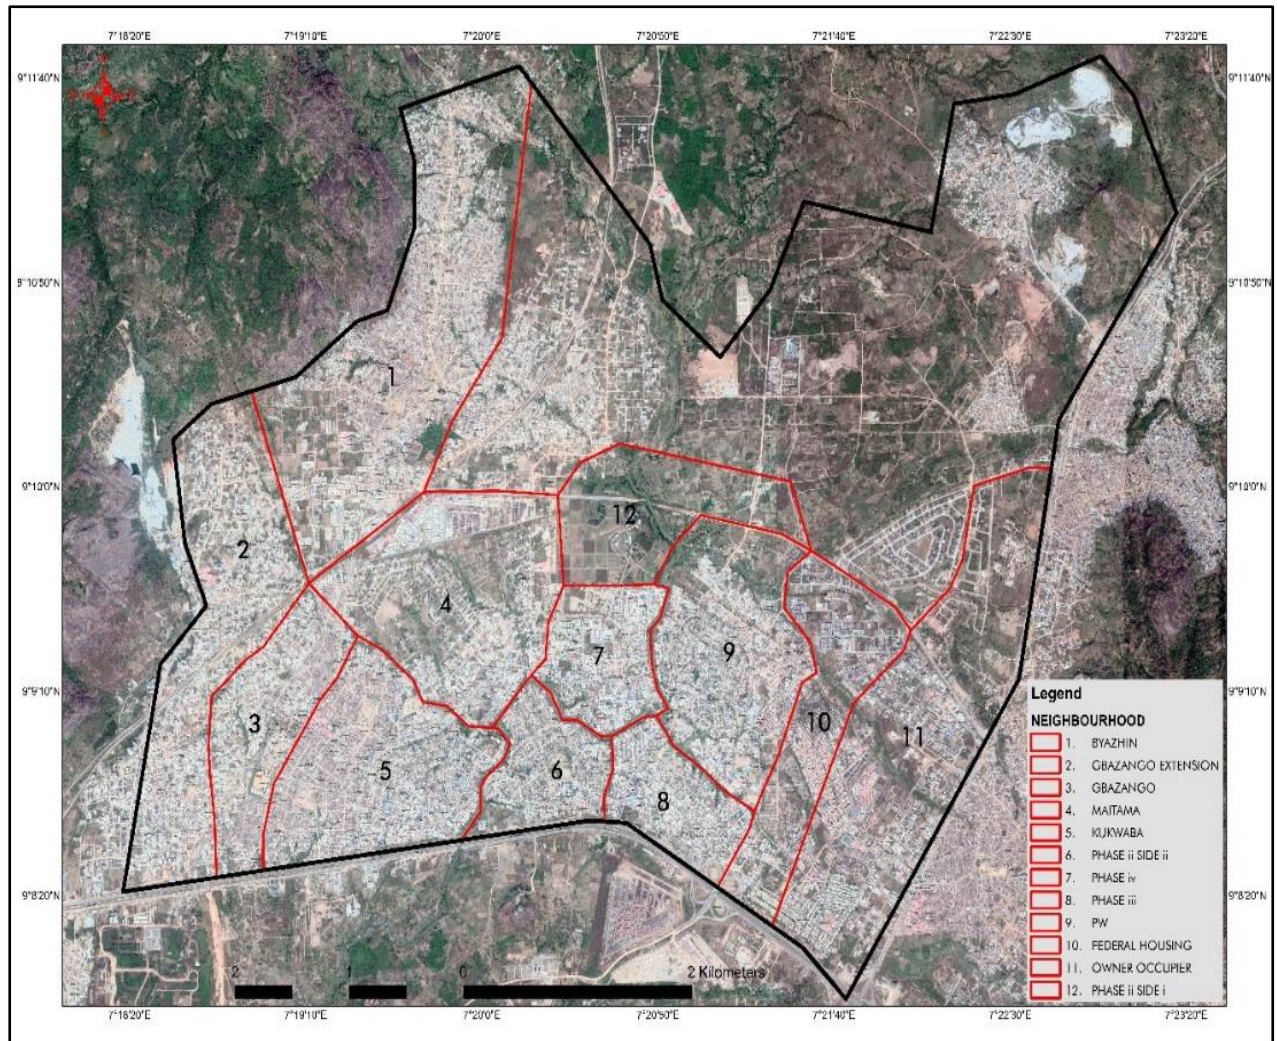 7°18'20"E 7°19'10"E 7°20'0"E 7°20'50"E 7°21'40"E 7°22'30"E 7°23'20"E
9°11'40"N 9°11'40"N
9°10'50"N 9°10'50"N
1
9°10'0"N 9°10'0"N
12
2
4
7 9
9°9'10"N 9°9'10"N
3 10 11
5 6
8
Legend
NEIGHBOURHOOD
1. BYAZHIN
2. GBAZANGO EXTENSION
3. GBAZANGO
4. MAITAMA
5. KUKWABA
6. PHASE ii SIDE ii
7. PHASE iv
8. PHASE iii
9. PW
10. FEDERAL HOUSING
11. OWNER OCCUPIER
12. PHASE ii SIDE i
9°8'20"N 9°8'20"N
2 1 0 2 Kilometers
7°18'20"E 7°19'10"E 7°20'0"E 7°20'50"E 7°21'40"E 7°22'30"E 7°23'20"E